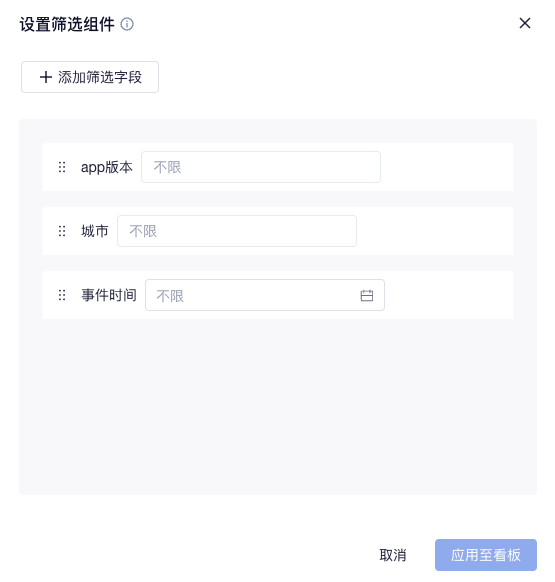 设置筛选组件
添加筛选字段
app版本 不限
城市 不限
事件时间 不限
取消 应用至看板